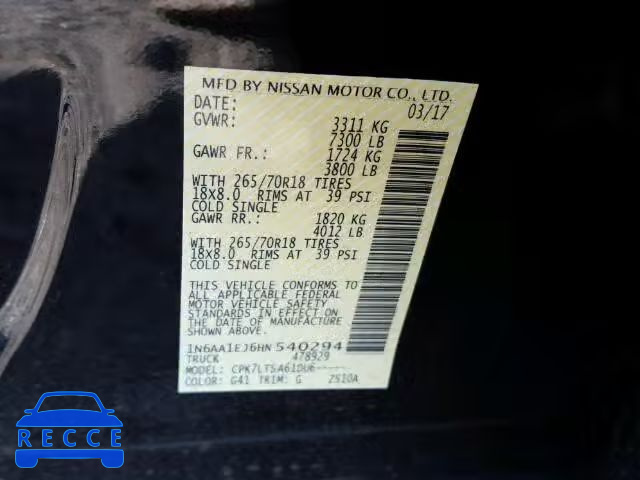 MFD BY NISSAN MOTOR CO., LTD.
DATE: 03/17
GVWR: 3311 KG
7300 LB
GAWR FR.: 1724 KG
3800 LB
WITH 265/70R18 TIRES
18X8.0 RIMS AT 39 PSI
COLD SINGLE
GAWR RR.: 1820 KG
4012 LB
WITH 265/70R18 TIRES
18X8.0 RIMS AT 39 PSI
COLD SINGLE
THIS VEHICLE CONFORMS TO
ALL APPLICABLE FEDERAL
MOTOR VEHICLE SAFETY
STANDARDS IN EFFECT ON
THE DATE OF MANUFACTURE
1N6AA1EJ6HN540294
TRUCK 478929
MODEL: CPK7LTSA61DU6-----
COLOR: G41 TRIM: G 2S10A
RECCE